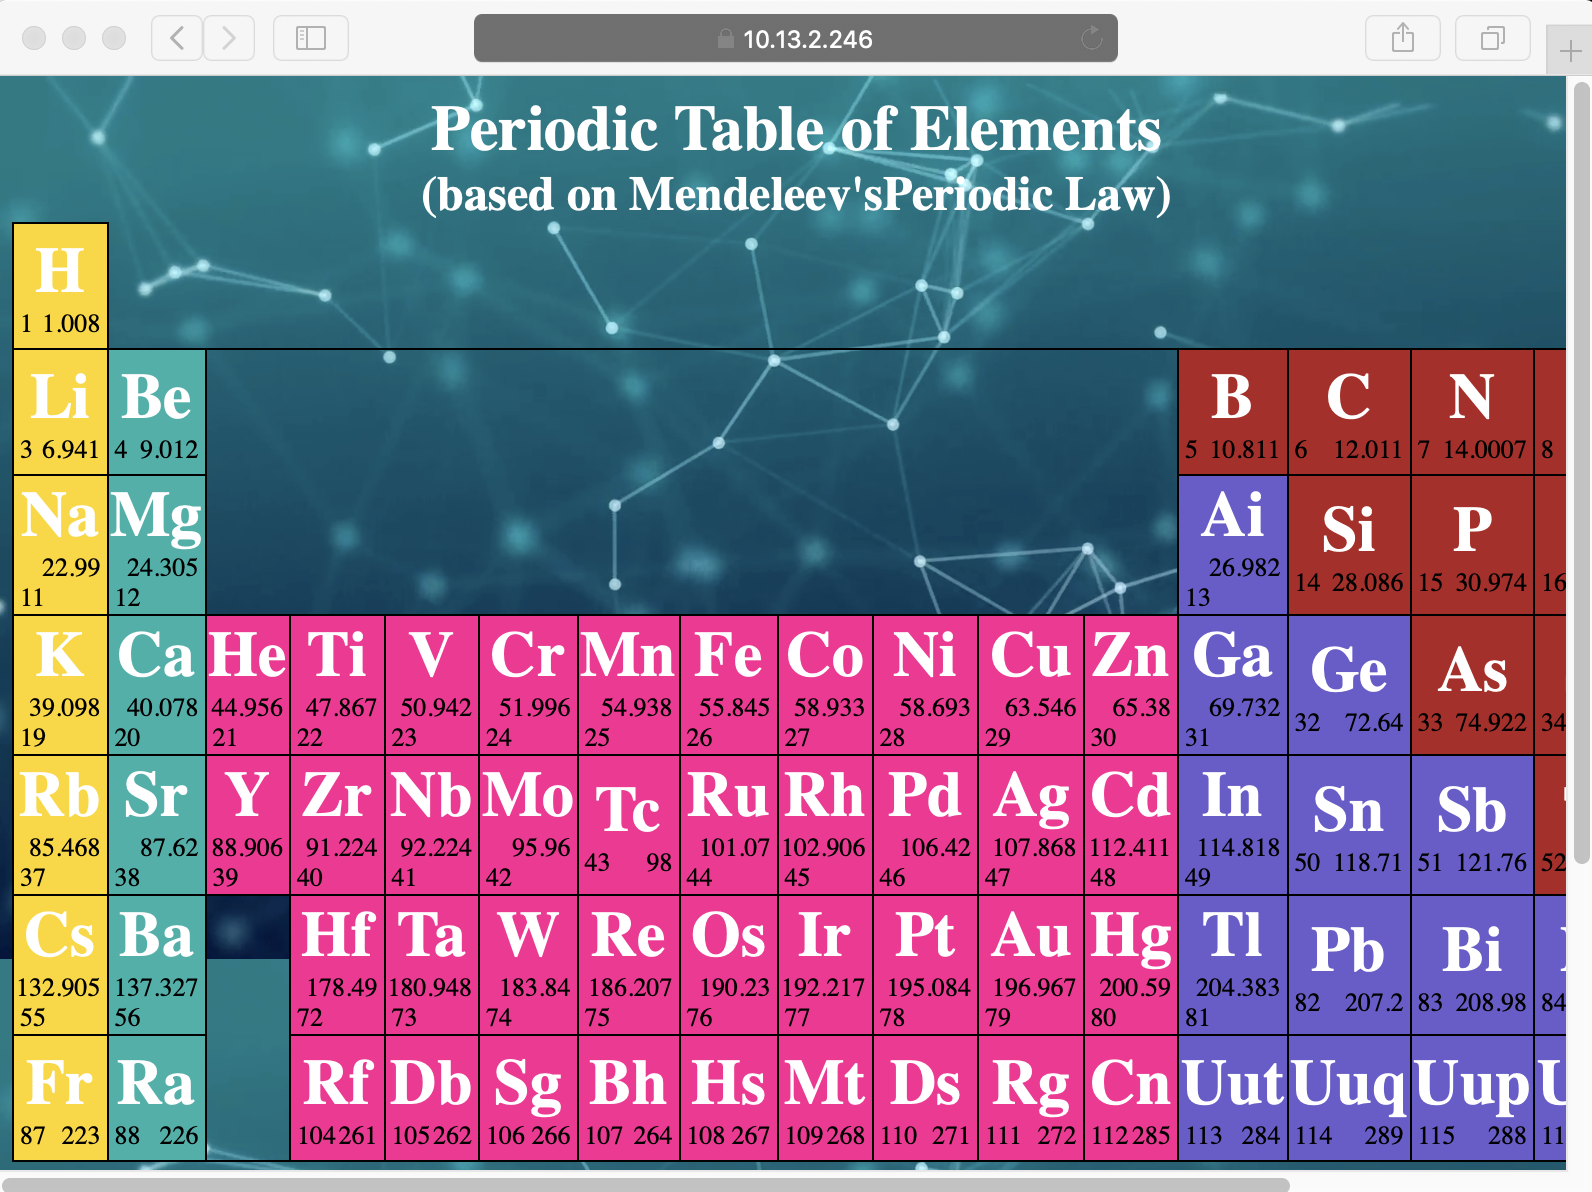 10.13.2.246
Periodic Table of Elements
(based on Mendeleev'sPeriodic Law)
H
1 1.008
Li Be B C N
3 6.941 4 9.012 5 10.811 6 12.011 7 14.0007 8
Na Mg Ai Si P
22.99 24.305 26.982 14 28.086 15 30.974 16
11 12 13
K Ca He Ti V Cr Mn Fe Co Ni Cu Zn Ga Ge As
39.098 40.078 44.956 47.867 50.942 51.996 54.938 55.845 58.933 58.693 63.546 65.38 69.732 32 72.64 33 74.922 34
19 20 21 22 23 24 25 26 27 28 29 30 31
Rb Sr Y Zr Nb Mo Tc Ru Rh Pd Ag Cd In Sn Sb
85.468 87.62 88.906 91.224 92.224 95.96 43 98 101.07 102.906 106.42 107.868 112.411 114.818 50 118.71 51 121.76 52
37 38 39 40 41 42 44 45 46 47 48 49
Cs Ba Hf Ta W Re Os Ir Pt Au Hg Tl Pb Bi
132.905 137.327 178.49 180.948 183.84 186.207 190.23 192.217 195.084 196.967 200.59 204.383 82 207.2 83 208.98 84
55 56 72 73 74 75 76 77 78 79 80 81
Fr Ra Rf Db Sg Bh Hs Mt Ds Rg Cn Uut Uuq Uup U
87 223 88 226 104 261 105 262 106 266 107 264 108 267 109 268 110 271 111 272 112 285 113 284 114 289 115 288 11